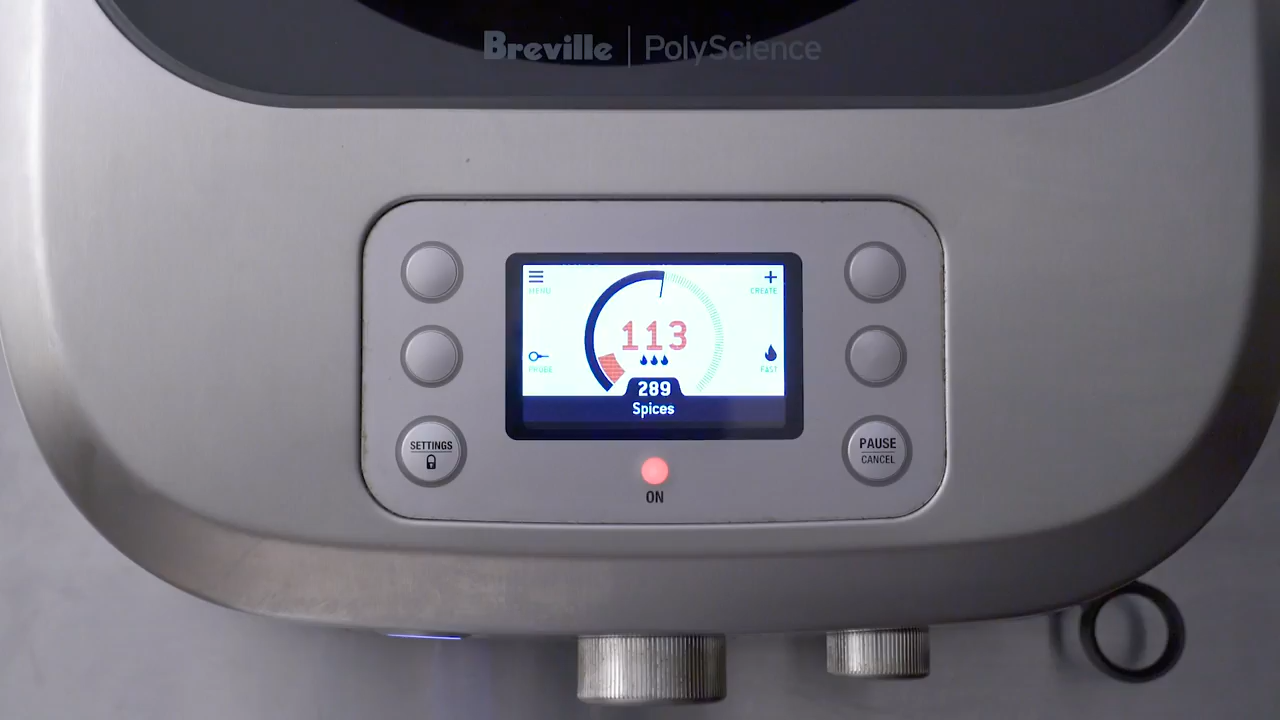 Breville | PolyScience
MENU
CREATE
113
PROBE
FAST
289
Spices
SETTINGS
PAUSE
CANCEL
ON